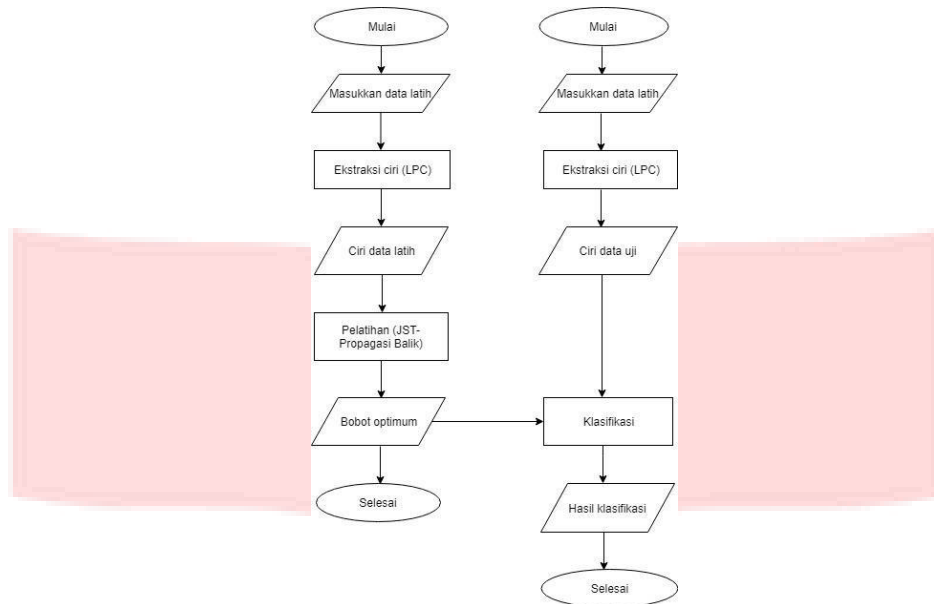 Mulai
Masukkan data latih
Ekstraksi ciri (LPC)
Ciri data latih
Pelatihan (JST-
Propagasi Balik)
Bobot optimum
Selesai
Mulai
Masukkan data latih
Ekstraksi ciri (LPC)
Ciri data uji
Klasifikasi
Hasil klasifikasi
Selesai